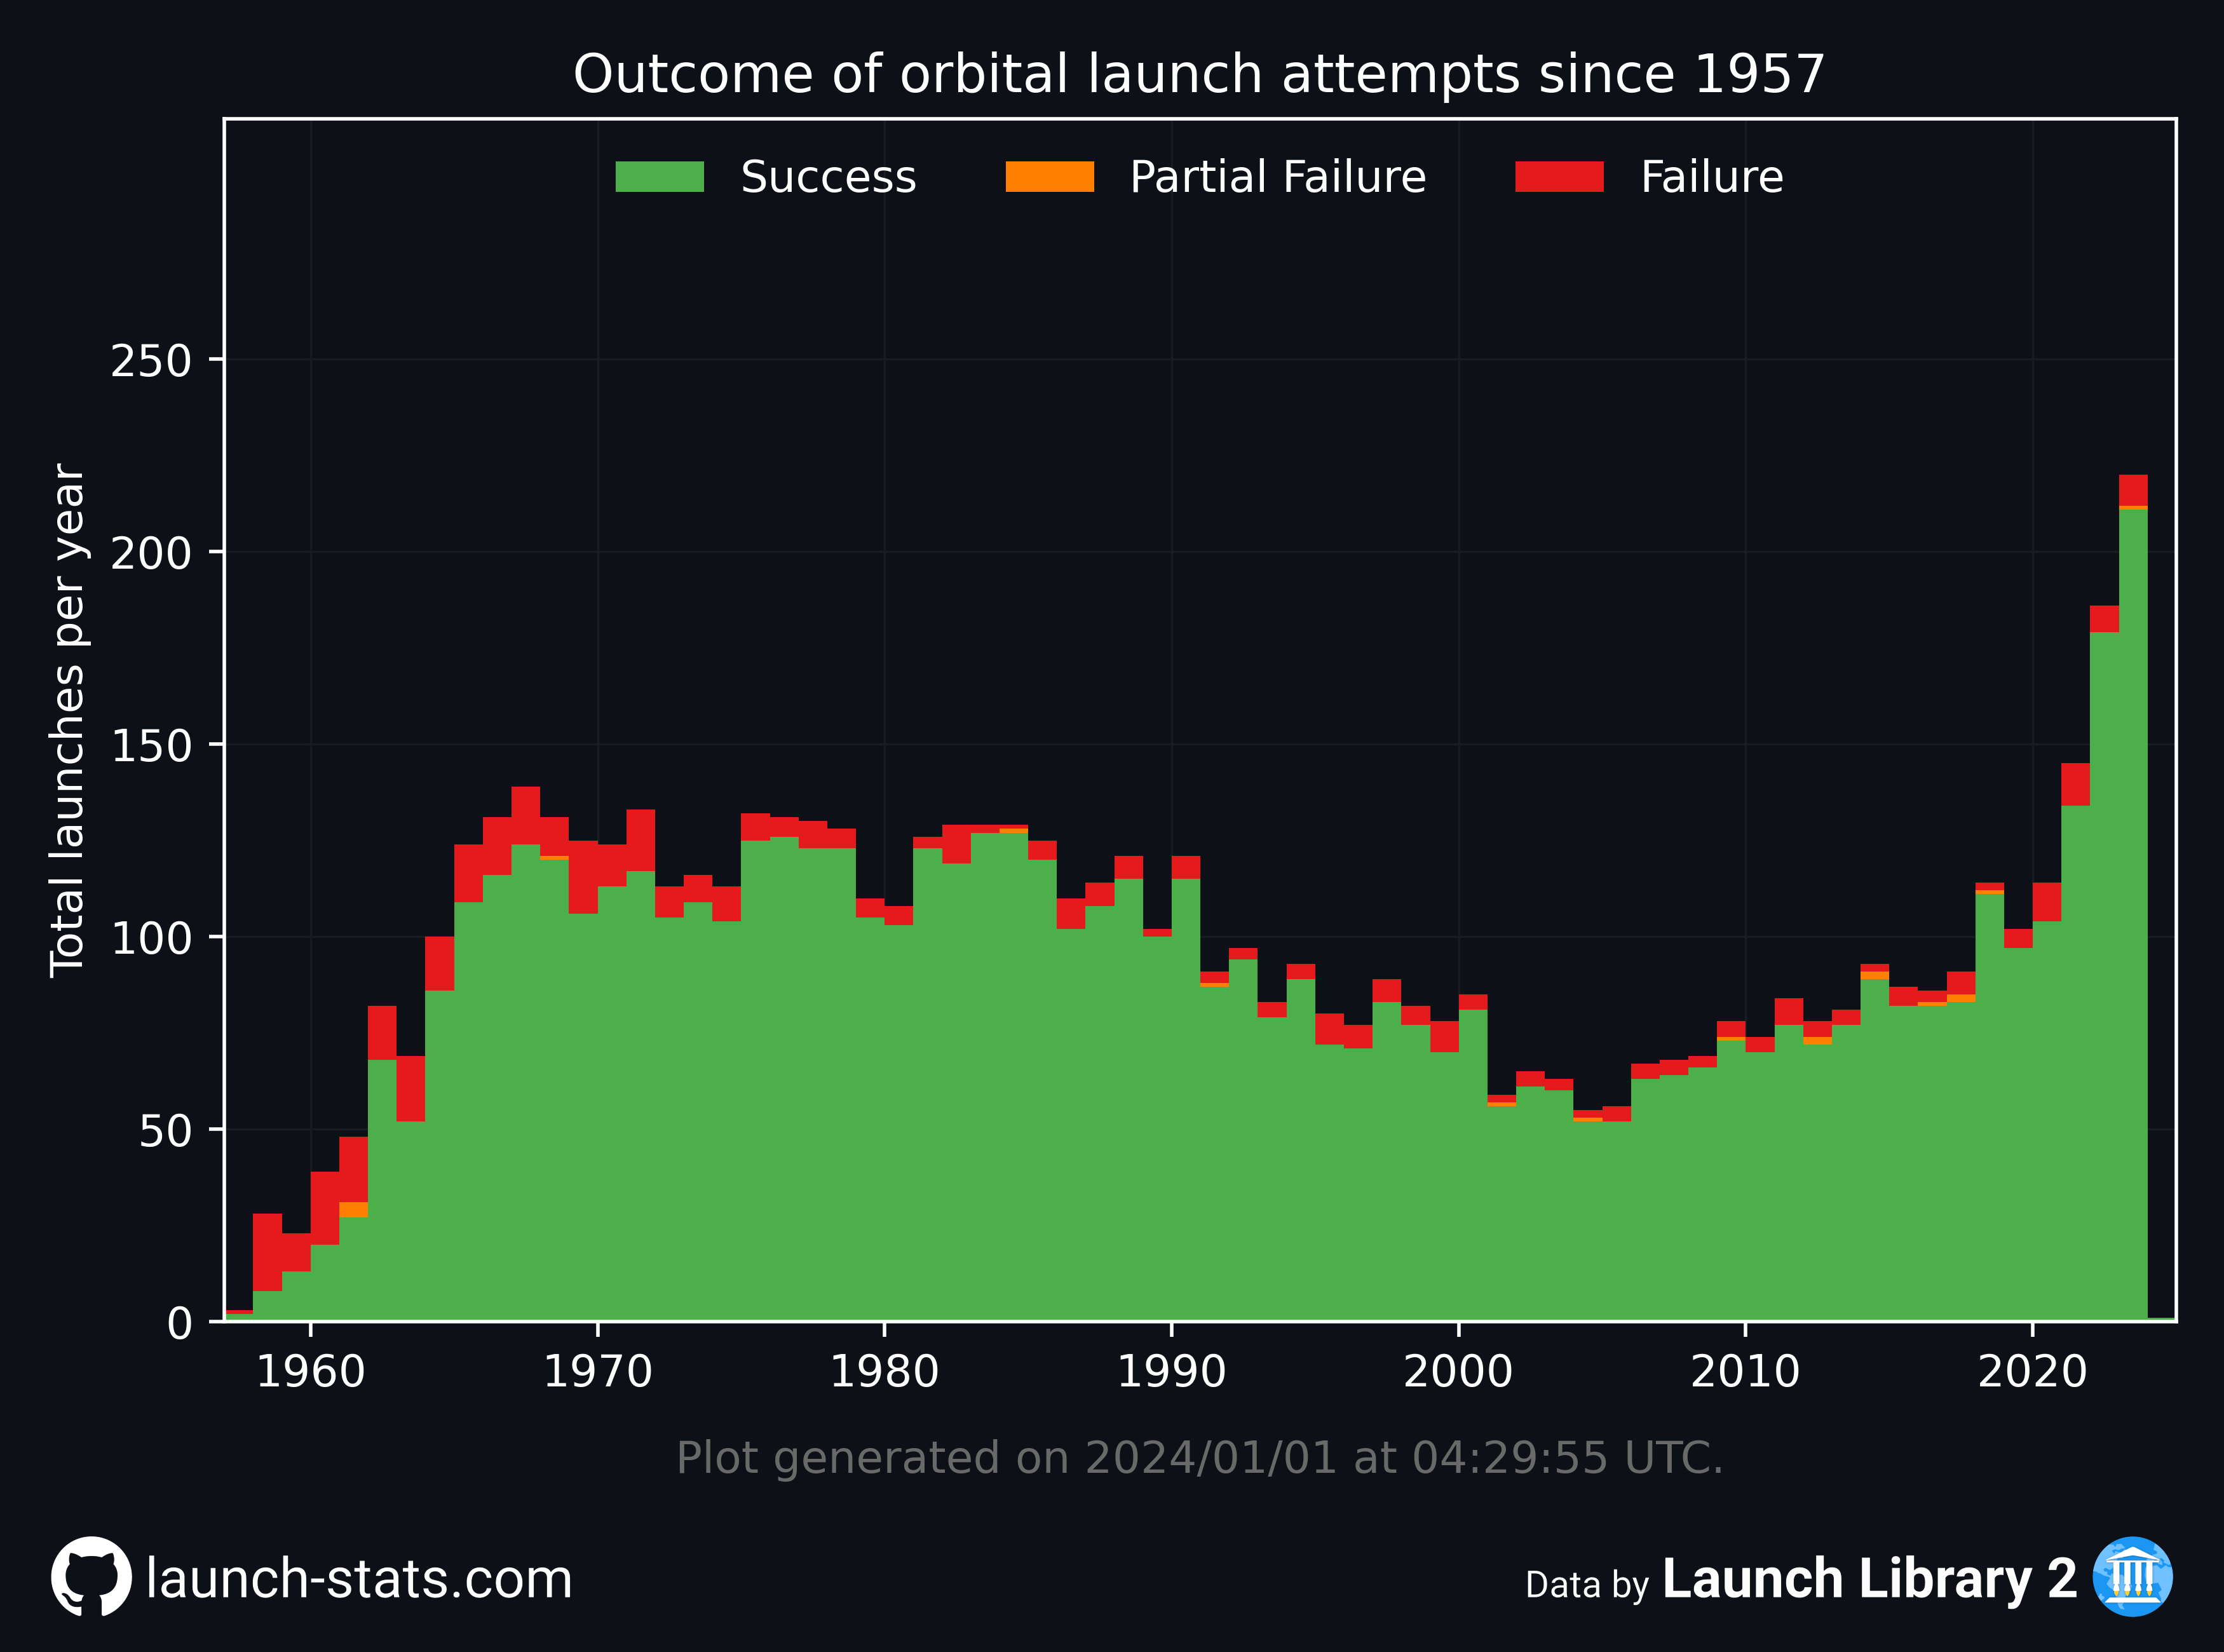 Outcome of orbital launch attempts since 1957
Success Partial Failure Failure
Total launches per year
250
200
150
100
50
0
1960 1970 1980 1990 2000 2010 2020
Plot generated on 2024/01/01 at 04:29:55 UTC.
launch-stats.com
Data by Launch Library 2